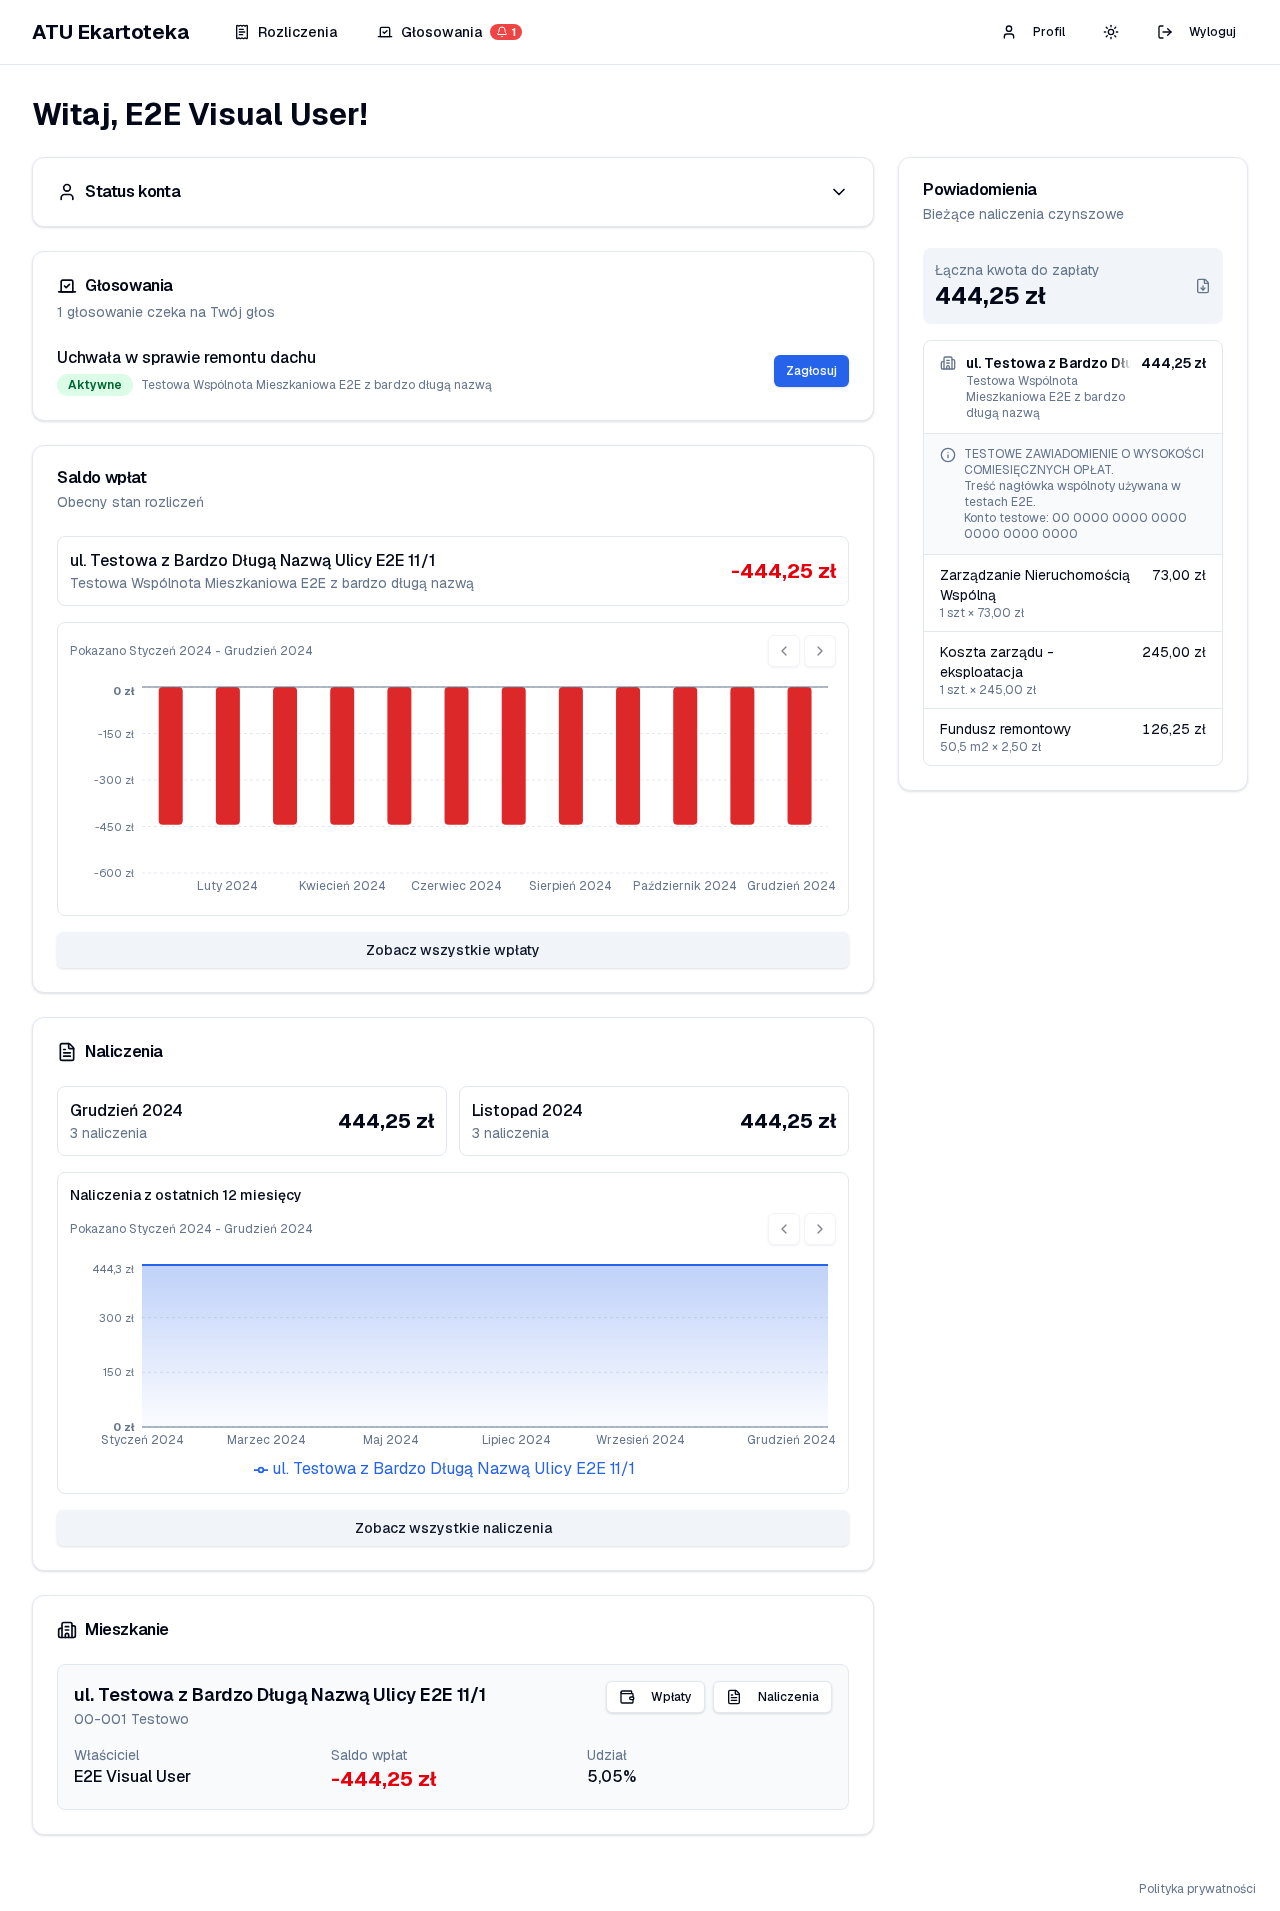 ATU Ekartoteka
Rozliczenia
Głosowania 1
Profil
Wyloguj
Witaj, E2E Visual User!
Status konta
Głosowania
1 głosowanie czeka na Twój głos
Uchwała w sprawie remontu dachu
Aktywne Testowa Wspólnota Mieszkaniowa E2E z bardzo długą nazwą
Zagłosuj
Saldo wpłat
Obecny stan rozliczeń
ul. Testowa z Bardzo Długą Nazwą Ulicy E2E 11/1
Testowa Wspólnota Mieszkaniowa E2E z bardzo długą nazwą
-444,25 zł
Pokazano Styczeń 2024 - Grudzień 2024
0 zł
-150 zł
-300 zł
-450 zł
-600 zł
Luty 2024 Kwiecień 2024 Czerwiec 2024 Sierpień 2024 Październik 2024 Grudzień 2024
Zobacz wszystkie wpłaty
Naliczenia
Grudzień 2024
3 naliczenia
444,25 zł
Listopad 2024
3 naliczenia
444,25 zł
Naliczenia z ostatnich 12 miesięcy
Pokazano Styczeń 2024 - Grudzień 2024
444,3 zł
300 zł
150 zł
0 zł
Styczeń 2024 Marzec 2024 Maj 2024 Lipiec 2024 Wrzesień 2024 Grudzień 2024
ul. Testowa z Bardzo Długą Nazwą Ulicy E2E 11/1
Zobacz wszystkie naliczenia
Mieszkanie
ul. Testowa z Bardzo Długą Nazwą Ulicy E2E 11/1
00-001 Testowo
Wpłaty
Naliczenia
Właściciel
E2E Visual User
Saldo wpłat
-444,25 zł
Udział
5,05%
Powiadomienia
Bieżące naliczenia czynszowe
Łączna kwota do zapłaty
444,25 zł
ul. Testowa z Bardzo Dłu 444,25 zł
Testowa Wspólnota
Mieszkaniowa E2E z bardzo
długą nazwą
TESTOWE ZAWIADOMIENIE O WYSOKOŚCI
COMIESIĘCZNYCH OPŁAT.
Treść nagłówka wspólnoty używana w
testach E2E.
Konto testowe: 00 0000 0000 0000
0000 0000 0000
Zarządzanie Nieruchomością 73,00 zł
Wspólną
1 szt × 73,00 zł
Koszta zarządu - 245,00 zł
eksploatacja
1 szt. × 245,00 zł
Fundusz remontowy 126,25 zł
50,5 m2 × 2,50 zł
Polityka prywatności